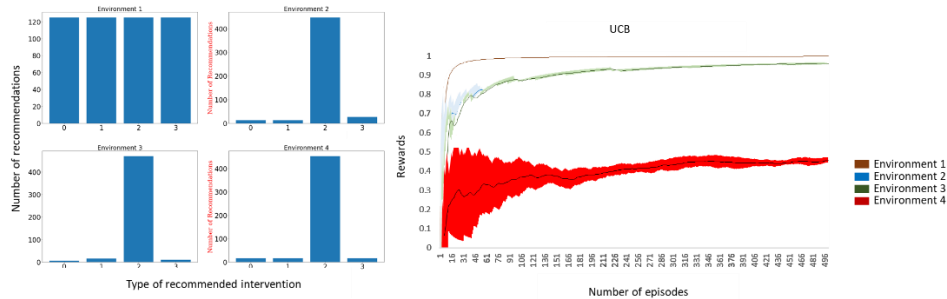 Environment 1
Environment 2
Number of recommendations
Number of Recommendations
120
100
80
60
40
20
0
400
300
200
100
0
0 1 2 3
0 1 2 3
Environment 3
Environment 4
Number of Recommendations
400
300
200
100
0
400
300
200
100
0
0 1 2 3
0 1 2 3
Type of recommended intervention
UCB
Rewards
1
0.9
0.8
0.7
0.6
0.5
0.4
0.3
0.2
0.1
0
1 16 31 46 61 76 91 106 121 136 151 166 181 196 211 226 241 256 271 286 301 316 331 346 361 376 391 406 421 436 451 466 481 496
Number of episodes
Environment 1
Environment 2
Environment 3
Environment 4